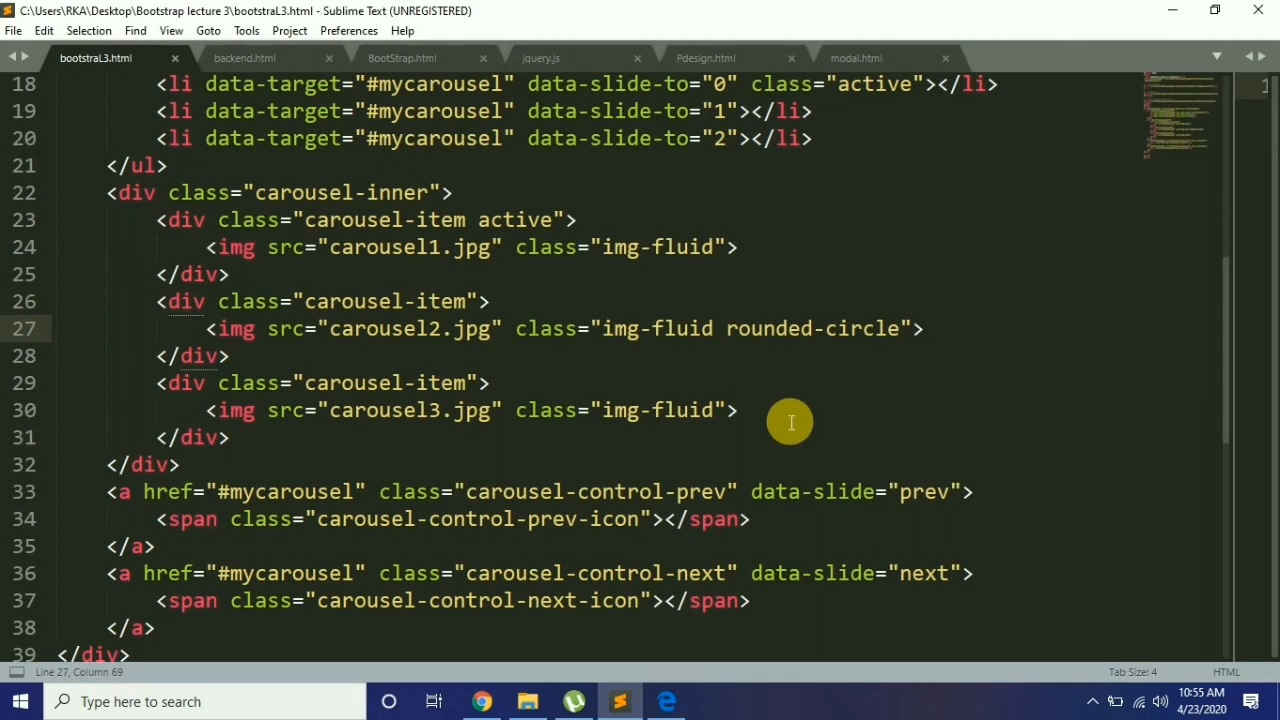 C:\Users\RKA\Desktop\Bootstrap lecture 3\bootstraL3.html - Sublime Text (UNREGISTERED)
File Edit Selection Find View Goto Tools Project Preferences Help
bootstraL3.html backend.html BootStrap.html jquery.js Pdesign.html modal.html
18 <li data-target="#mycarousel" data-slide-to="0" class="active"></li>
19 <li data-target="#mycarousel" data-slide-to="1"></li>
20 <li data-target="#mycarousel" data-slide-to="2"></li>
21 </ul>
22 <div class="carousel-inner">
23 <div class="carousel-item active">
24 <img src="carousel1.jpg" class="img-fluid">
25 </div>
26 <div class="carousel-item">
27 <img src="carousel2.jpg" class="img-fluid rounded-circle">
28 </div>
29 <div class="carousel-item">
30 <img src="carousel3.jpg" class="img-fluid">
31 </div>
32 </div>
33 <a href="#mycarousel" class="carousel-control-prev" data-slide="prev">
34 <span class="carousel-control-prev-icon"></span>
35 </a>
36 <a href="#mycarousel" class="carousel-control-next" data-slide="next">
37 <span class="carousel-control-next-icon"></span>
38 </a>
39 </div>
Line 27, Column 69 Tab Size: 4 HTML
Type here to search
10:55 AM
4/23/2020